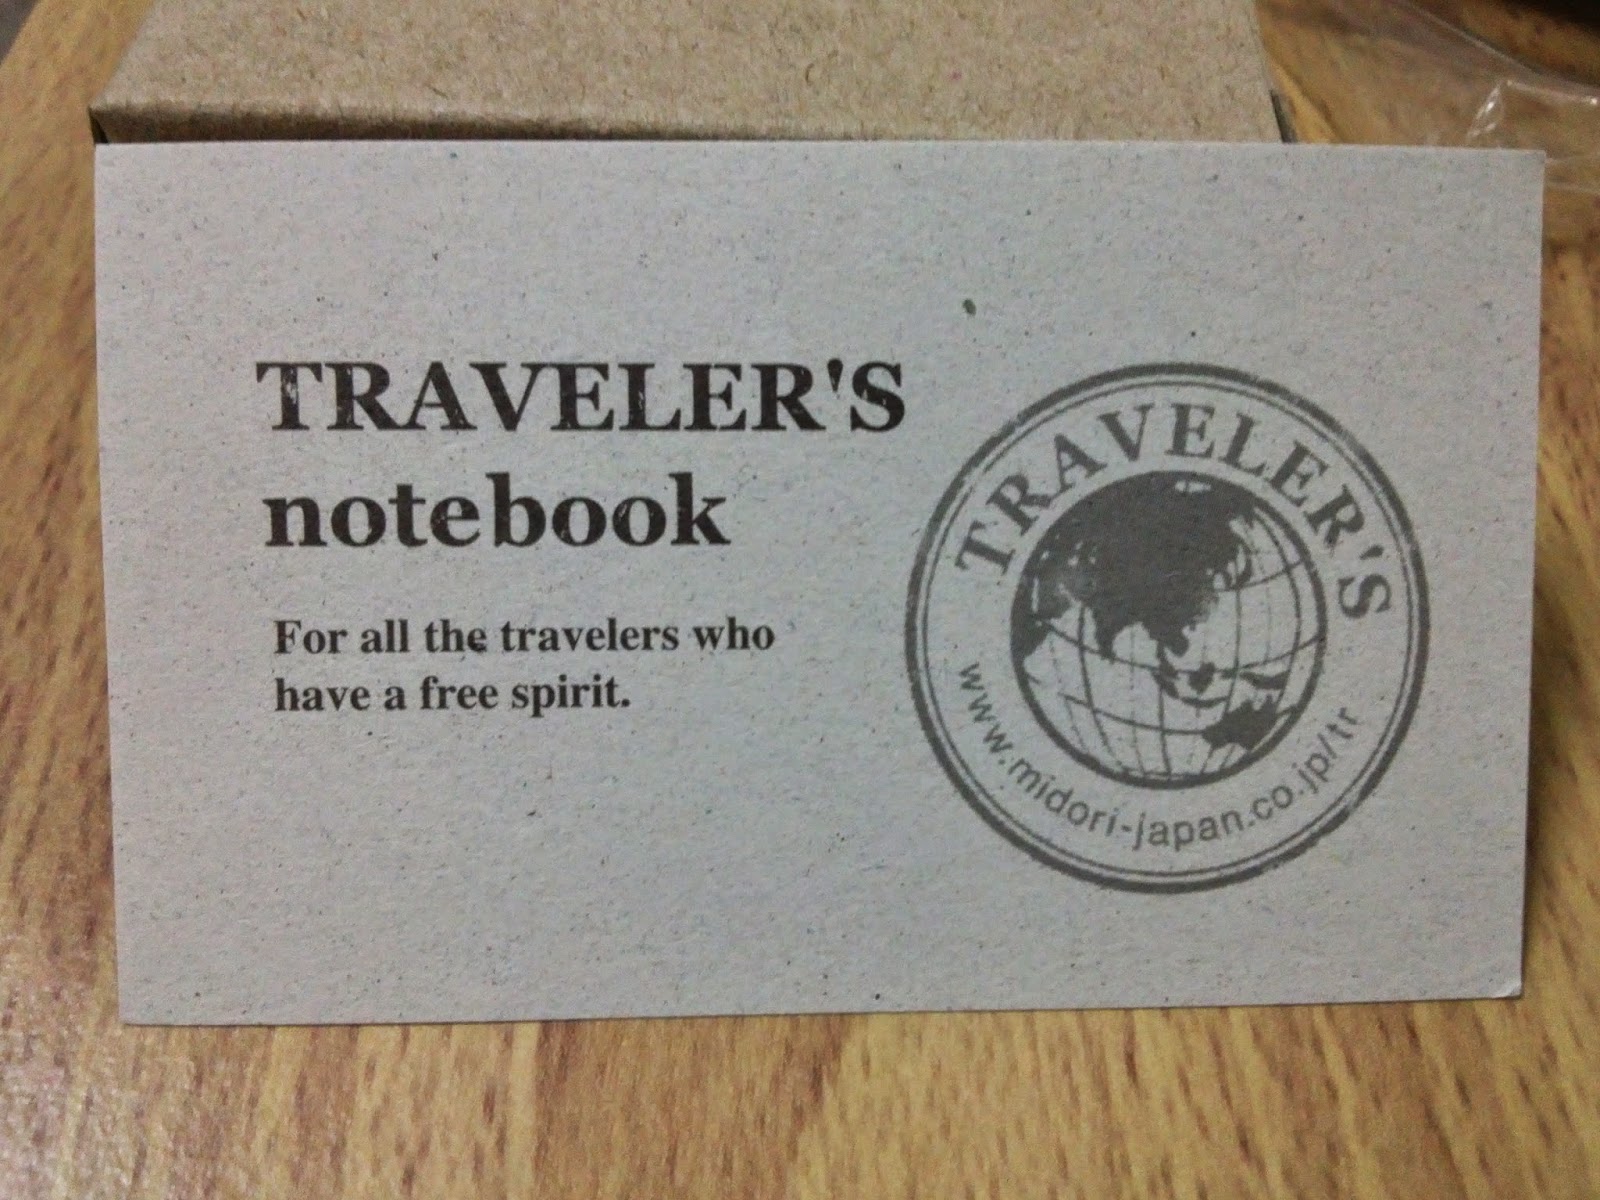 TRAVELER'S
notebook
For all the travelers who
have a free spirit.
TRAVELER'S
www.midori-japan.co.jp/tr